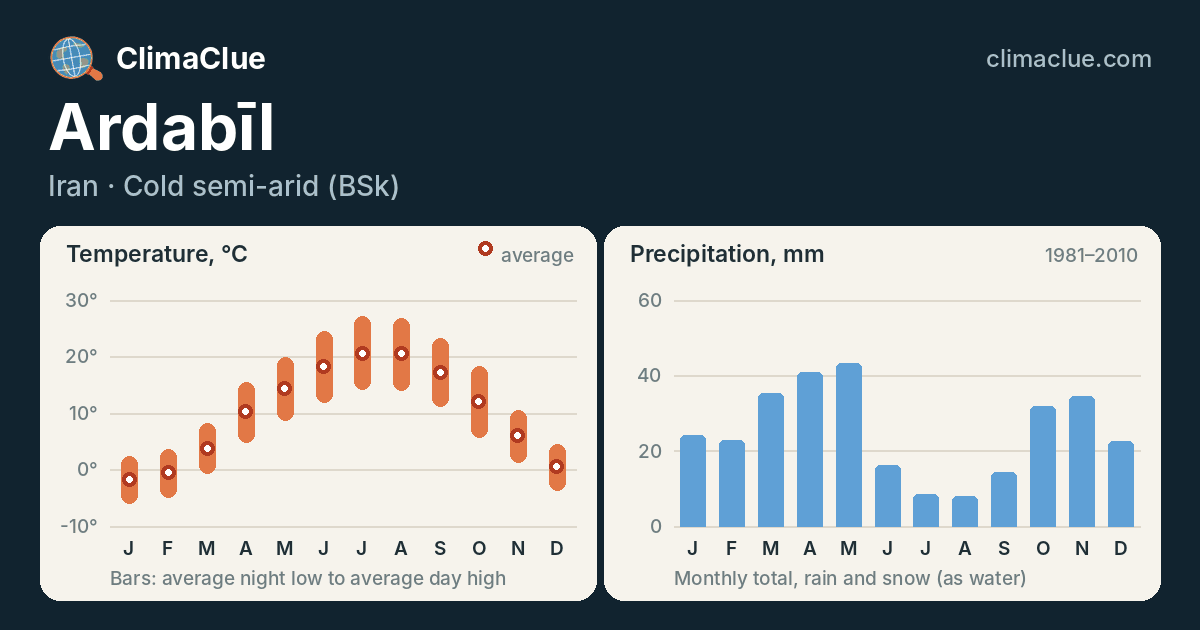 ClimaClue
climaclue.com
Ardabīl
Iran · Cold semi-arid (BSk)
Temperature, °C
average
30°
20°
10°
0°
-10°
J F M A M J J A S O N D
Bars: average night low to average day high
Precipitation, mm
1981–2010
60
40
20
0
J F M A M J J A S O N D
Monthly total, rain and snow (as water)